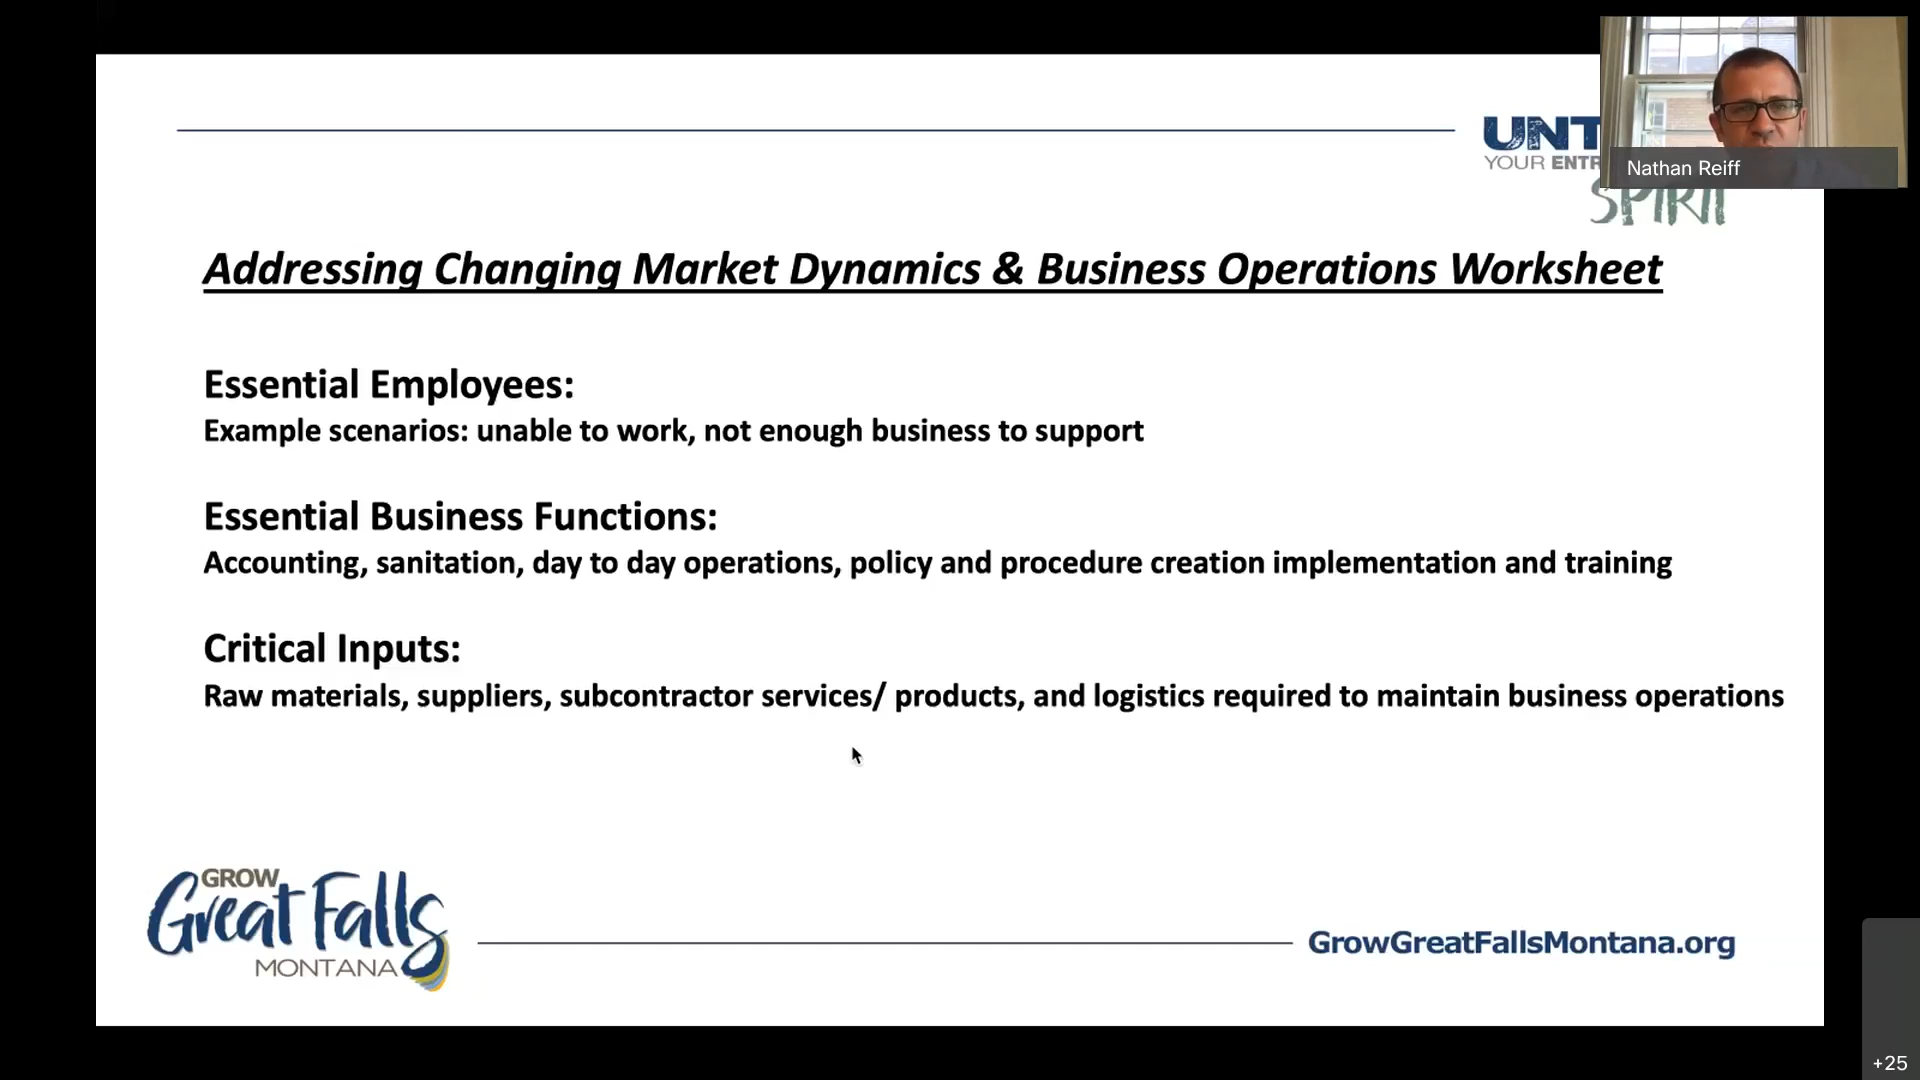 UNT
YOUR ENTR
SPIRIT
Nathan Reiff
Addressing Changing Market Dynamics & Business Operations Worksheet
Essential Employees:
Example scenarios: unable to work, not enough business to support
Essential Business Functions:
Accounting, sanitation, day to day operations, policy and procedure creation implementation and training
Critical Inputs:
Raw materials, suppliers, subcontractor services/ products, and logistics required to maintain business operations
GROW
Great Falls
MONTANA
GrowGreatFallsMontana.org
+25